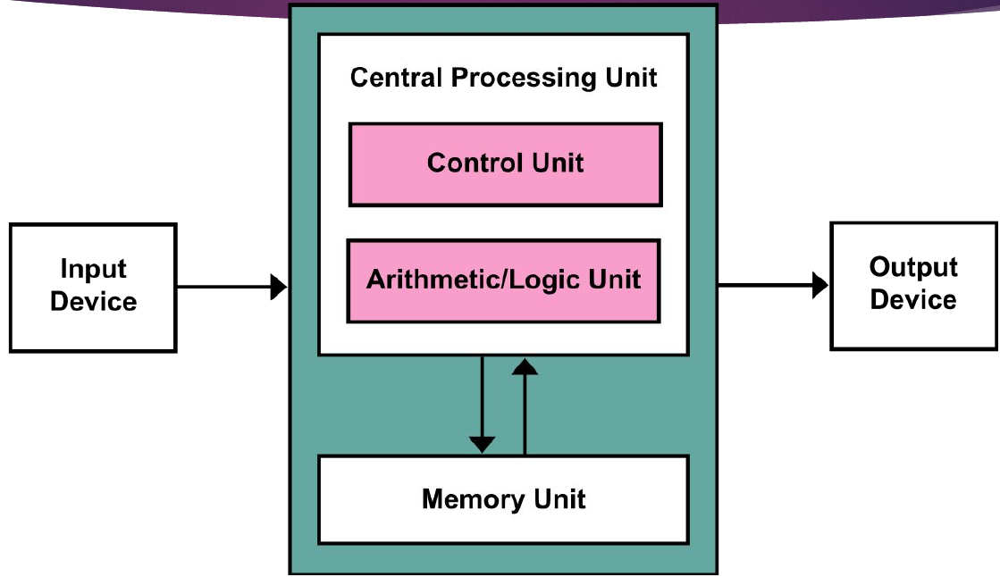 Central Processing Unit
Control Unit
Arithmetic/Logic Unit
Input
Device
Output
Device
Memory Unit